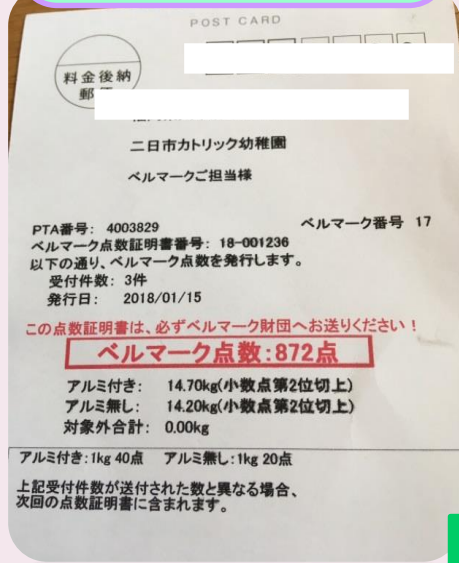 POST CARD
料金後納
郵
二日市カトリック幼稚園
ベルマークご担当様
ベルマーク番号 17
PTA番号: 4003829
ベルマーク点数証明書番号: 18-001236
以下の通り、ベルマーク点数を発行します。
受付件数: 3件
発行日: 2018/01/15
この点数証明書は、必ずベルマーク財団へお送りください!
ベルマーク点数:872点
アルミ付き: 14.70kg(小数点第2位切上)
アルミ無し: 14.20kg(小数点第2位切上)
対象外合計: 0.00kg
アルミ付き:1kg 40点 アルミ無し:1kg 20点
上記受付件数が送付された数と異なる場合、
次回の点数証明書に含まれます。